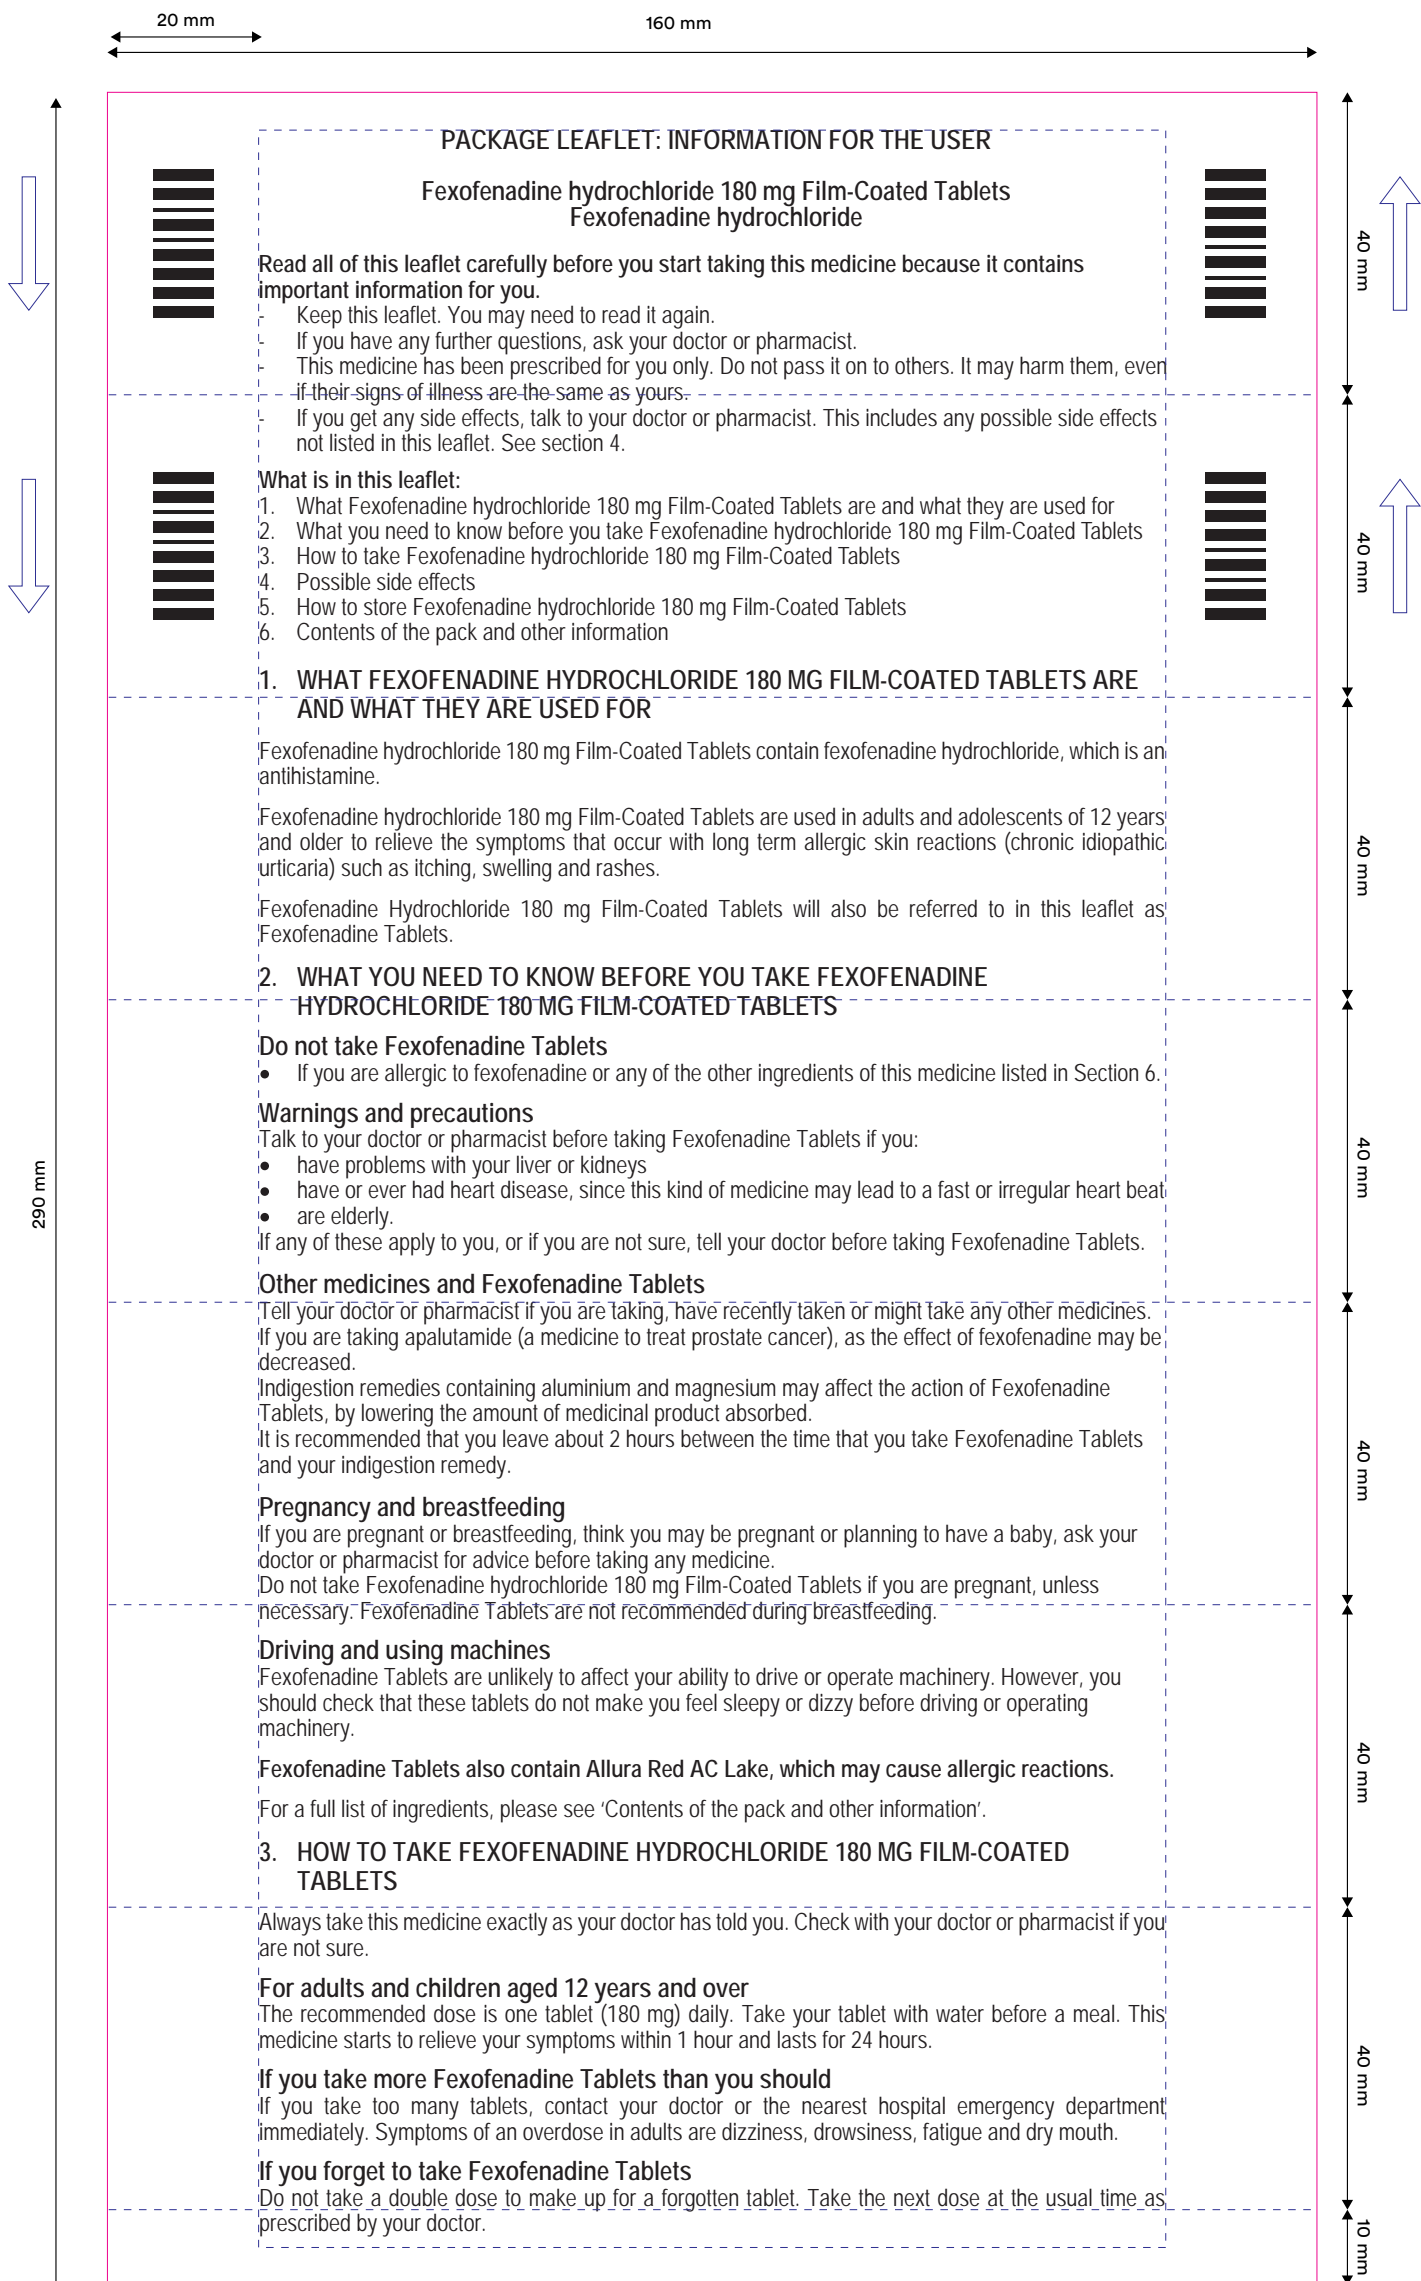 20 mm
160 mm
PACKAGE LEAFLET: INFORMATION FOR THE USER
Fexofenadine hydrochloride 180 mg Film-Coated Tablets
Fexofenadine hydrochloride
Read all of this leaflet carefully before you start taking this medicine because it contains
important information for you.
- Keep this leaflet. You may need to read it again.
- If you have any further questions, ask your doctor or pharmacist.
- This medicine has been prescribed for you only. Do not pass it on to others. It may harm them, even
if their signs of illness are the same as yours.
- If you get any side effects, talk to your doctor or pharmacist. This includes any possible side effects
not listed in this leaflet. See section 4.
What is in this leaflet:
1. What Fexofenadine hydrochloride 180 mg Film-Coated Tablets are and what they are used for
2. What you need to know before you take Fexofenadine hydrochloride 180 mg Film-Coated Tablets
3. How to take Fexofenadine hydrochloride 180 mg Film-Coated Tablets
4. Possible side effects
5. How to store Fexofenadine hydrochloride 180 mg Film-Coated Tablets
6. Contents of the pack and other information
1. WHAT FEXOFENADINE HYDROCHLORIDE 180 MG FILM-COATED TABLETS ARE
AND WHAT THEY ARE USED FOR
Fexofenadine hydrochloride 180 mg Film-Coated Tablets contain fexofenadine hydrochloride, which is an
antihistamine.
Fexofenadine hydrochloride 180 mg Film-Coated Tablets are used in adults and adolescents of 12 years
and older to relieve the symptoms that occur with long term allergic skin reactions (chronic idiopathic
urticaria) such as itching, swelling and rashes.
Fexofenadine Hydrochloride 180 mg Film-Coated Tablets will also be referred to in this leaflet as
Fexofenadine Tablets.
2. WHAT YOU NEED TO KNOW BEFORE YOU TAKE FEXOFENADINE
HYDROCHLORIDE 180 MG FILM-COATED TABLETS
Do not take Fexofenadine Tablets
• If you are allergic to fexofenadine or any of the other ingredients of this medicine listed in Section 6.
Warnings and precautions
Talk to your doctor or pharmacist before taking Fexofenadine Tablets if you:
• have problems with your liver or kidneys
• have or ever had heart disease, since this kind of medicine may lead to a fast or irregular heart beat
• are elderly.
If any of these apply to you, or if you are not sure, tell your doctor before taking Fexofenadine Tablets.
Other medicines and Fexofenadine Tablets
Tell your doctor or pharmacist if you are taking, have recently taken or might take any other medicines.
If you are taking apalutamide (a medicine to treat prostate cancer), as the effect of fexofenadine may be
decreased.
Indigestion remedies containing aluminium and magnesium may affect the action of Fexofenadine
Tablets, by lowering the amount of medicinal product absorbed.
It is recommended that you leave about 2 hours between the time that you take Fexofenadine Tablets
and your indigestion remedy.
Pregnancy and breastfeeding
If you are pregnant or breastfeeding, think you may be pregnant or planning to have a baby, ask your
doctor or pharmacist for advice before taking any medicine.
Do not take Fexofenadine hydrochloride 180 mg Film-Coated Tablets if you are pregnant, unless
necessary. Fexofenadine Tablets are not recommended during breastfeeding.
Driving and using machines
Fexofenadine Tablets are unlikely to affect your ability to drive or operate machinery. However, you
should check that these tablets do not make you feel sleepy or dizzy before driving or operating
machinery.
Fexofenadine Tablets also contain Allura Red AC Lake, which may cause allergic reactions.
For a full list of ingredients, please see ‘Contents of the pack and other information’.
3. HOW TO TAKE FEXOFENADINE HYDROCHLORIDE 180 MG FILM-COATED
TABLETS
Always take this medicine exactly as your doctor has told you. Check with your doctor or pharmacist if you
are not sure.
For adults and children aged 12 years and over
The recommended dose is one tablet (180 mg) daily. Take your tablet with water before a meal. This
medicine starts to relieve your symptoms within 1 hour and lasts for 24 hours.
If you take more Fexofenadine Tablets than you should
If you take too many tablets, contact your doctor or the nearest hospital emergency department
immediately. Symptoms of an overdose in adults are dizziness, drowsiness, fatigue and dry mouth.
If you forget to take Fexofenadine Tablets
Do not take a double dose to make up for a forgotten tablet. Take the next dose at the usual time as
prescribed by your doctor.
290 mm
40 mm
40 mm
40 mm
40 mm
40 mm
40 mm
40 mm
10 mm